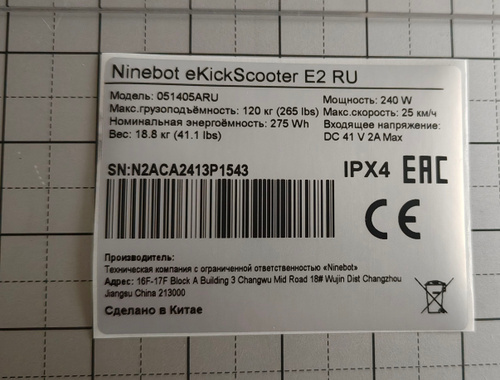 Ninebot eKickScooter E2 RU
Модель: 051405ARU
Мощность: 240 W
Макс.грузоподъёмность: 120 кг (265 lbs)
Макс.скорость: 25 км/ч
Номинальная энергоёмность: 275 Wh
Входящее напряжение:
Вес: 18.8 кг (41.1 lbs)
DC 41 V 2A Max
SN:N2ACA2413P1543
IPX4 EAC
CE
Производитель:
Техническая компания с ограниченной ответственностью «Ninebot»
Адрес: 16F-17F Block A Building 3 Changwu Mid Road 18# Wujin Dist Changzhou
Jiangsu China 213000
Сделано в Китае